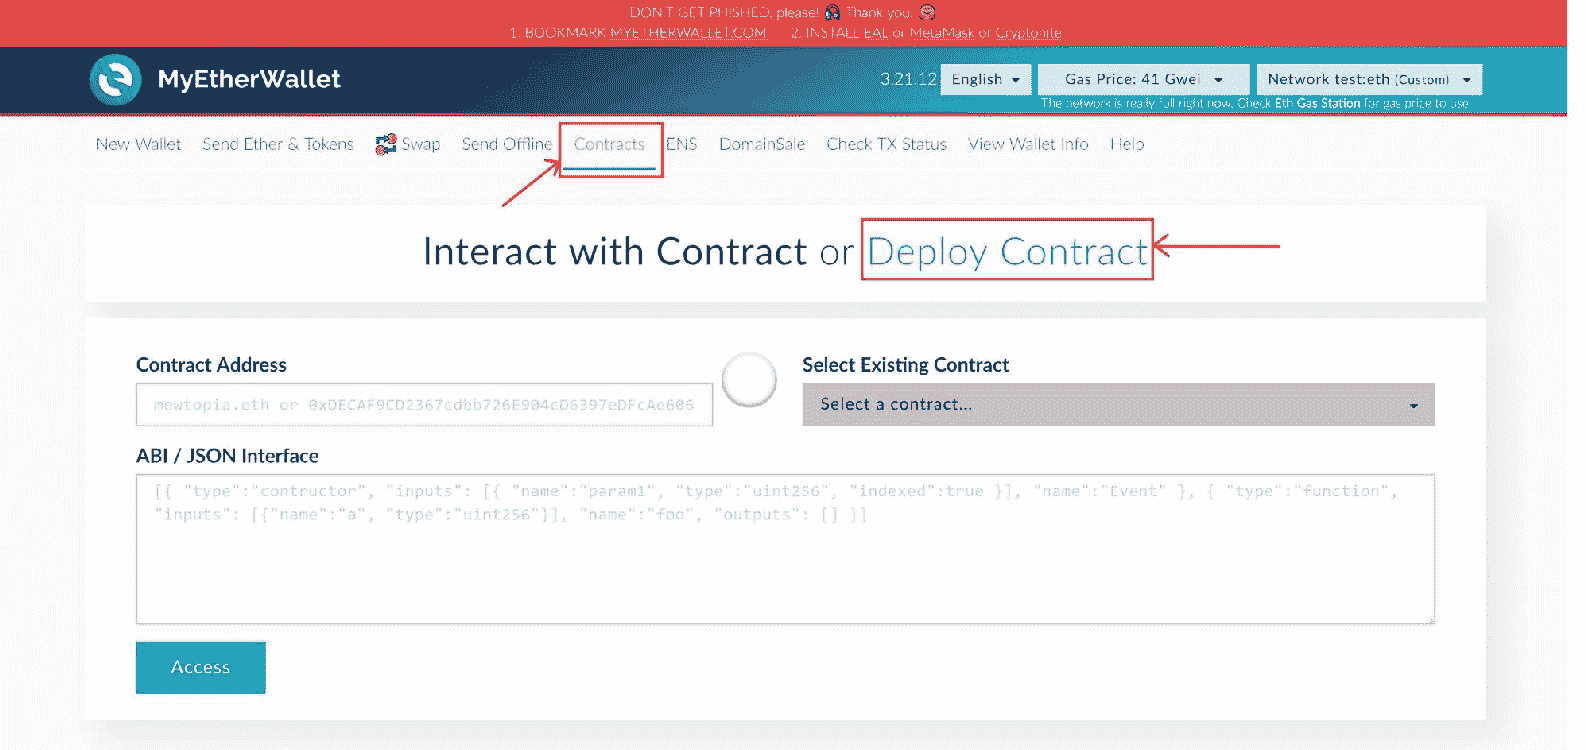 DON'T GET PHISHED, please! Thank you!
1. BOOKMARK MYETHERWALLET.COM 2. INSTALL EAL or MetaMask or Cryptonite
MyEtherWallet
3.21.12 English Gas Price: 41 Gwei Network test:eth (Custom)
The network is really full right now. Check Eth Gas Station for gas price to use
New Wallet Send Ether & Tokens Swap Send Offline Contracts ENS DomainSale Check TX Status View Wallet Info Help
Interact with Contract or Deploy Contract
Contract Address
mewtopia.eth or 0xDECAF9CD2367cdbb726E904cD6397eDFcAe606
Select Existing Contract
Select a contract...
ABI / JSON Interface
[{ "type":"contructor", "inputs": [{ "name":"param1", "type":"uint256", "indexed":true }], "name":"Event" }, { "type":"function",
"inputs": [{"name":"a", "type":"uint256"}], "name":"foo", "outputs": [] }]
Access